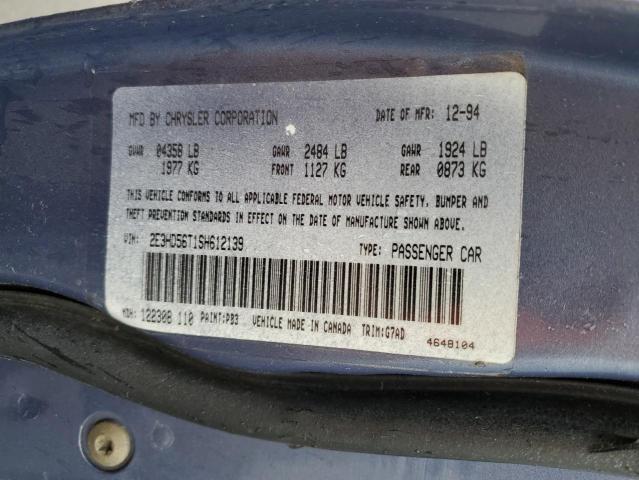 MFD BY CHRYSLER CORPORATION DATE OF MFR: 12-94
GVWR 04358 LB GAWR 2484 LB GAWR 1924 LB
1977 KG FRONT 1127 KG REAR 0873 KG
THIS VEHICLE CONFORMS TO ALL APPLICABLE FEDERAL MOTOR VEHICLE SAFETY, BUMPER AND
THEFT PREVENTION STANDARDS IN EFFECT ON THE DATE OF MANUFACTURE SHOWN ABOVE.
VIN: 2E3HD56T1SH612139 TYPE: PASSENGER CAR
MDH: 122308 110 PAINT:PB3 VEHICLE MADE IN CANADA TRIM:G7AD
4648104